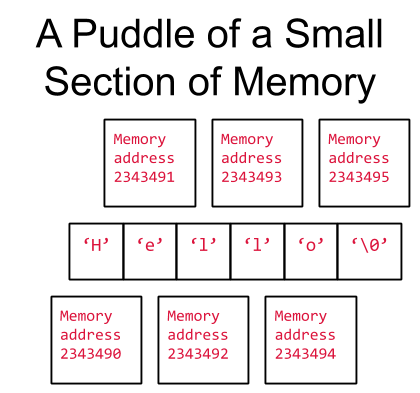 A Puddle of a Small
Section of Memory
Memory
address
2343491
Memory
address
2343493
Memory
address
2343495
‘H’ ‘e’ ‘l’ ‘l’ ‘o’ ‘\0’
Memory
address
2343490
Memory
address
2343492
Memory
address
2343494